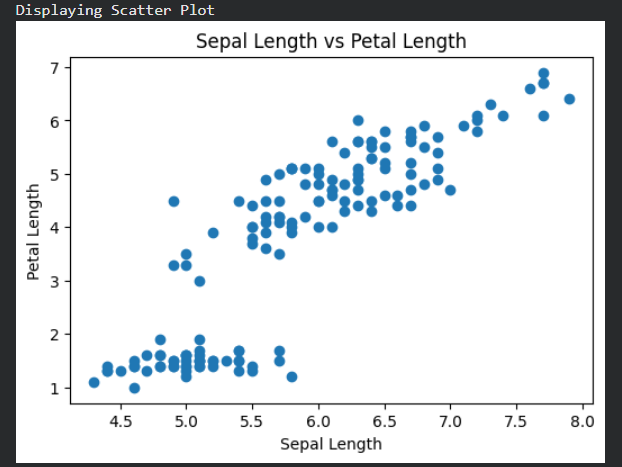 Displaying Scatter Plot
Sepal Length vs Petal Length
7
6
5
4
3
2
1
Petal Length
4.5 5.0 5.5 6.0 6.5 7.0 7.5 8.0
Sepal Length